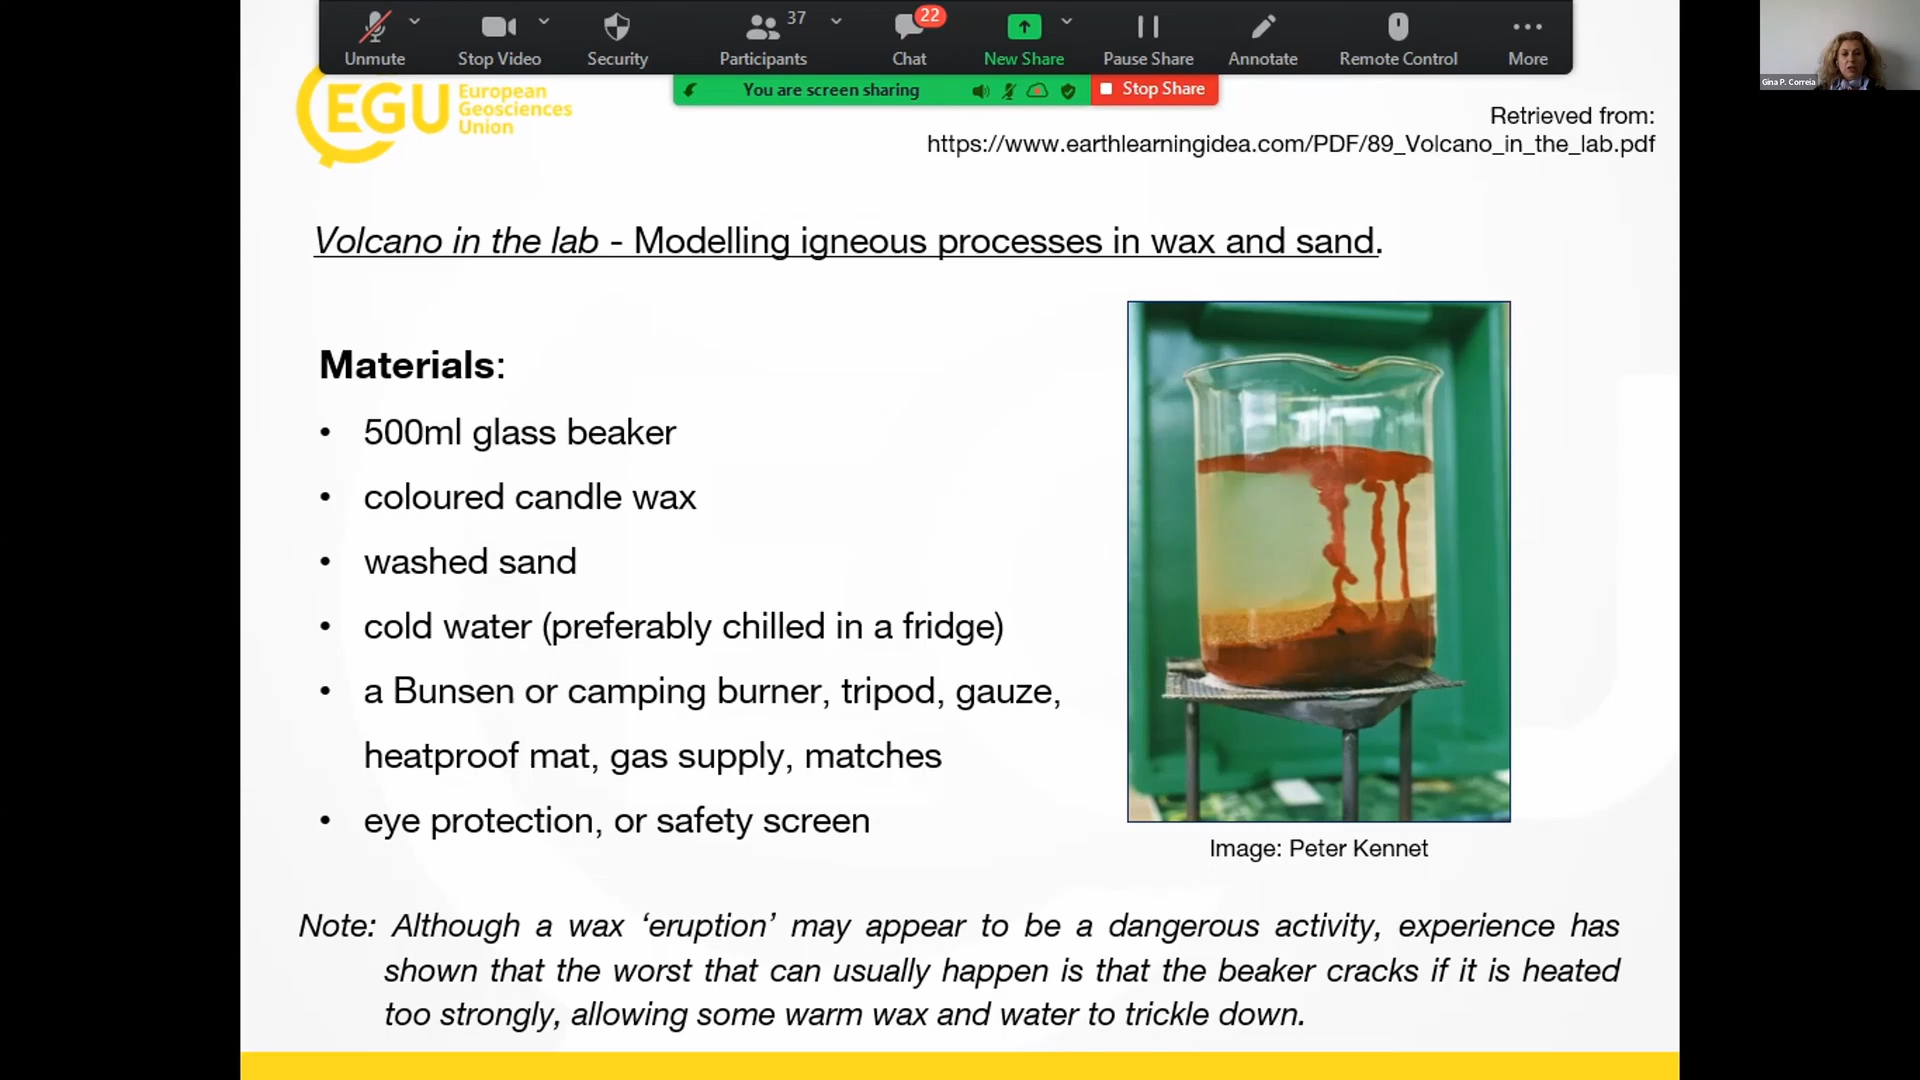 Unmute
Stop Video
Security
37
Participants
22
Chat
New Share
Pause Share
Annotate
Remote Control
More
You are screen sharing
Stop Share
Gina P. Correia
EGU
European
Geosciences
Union
Retrieved from:
https://www.earthlearningidea.com/PDF/89_Volcano_in_the_lab.pdf
Volcano in the lab - Modelling igneous processes in wax and sand.
Materials:
• 500ml glass beaker
• coloured candle wax
• washed sand
• cold water (preferably chilled in a fridge)
• a Bunsen or camping burner, tripod, gauze,
heatproof mat, gas supply, matches
• eye protection, or safety screen
Image: Peter Kennet
Note: Although a wax ‘eruption’ may appear to be a dangerous activity, experience has
shown that the worst that can usually happen is that the beaker cracks if it is heated
too strongly, allowing some warm wax and water to trickle down.